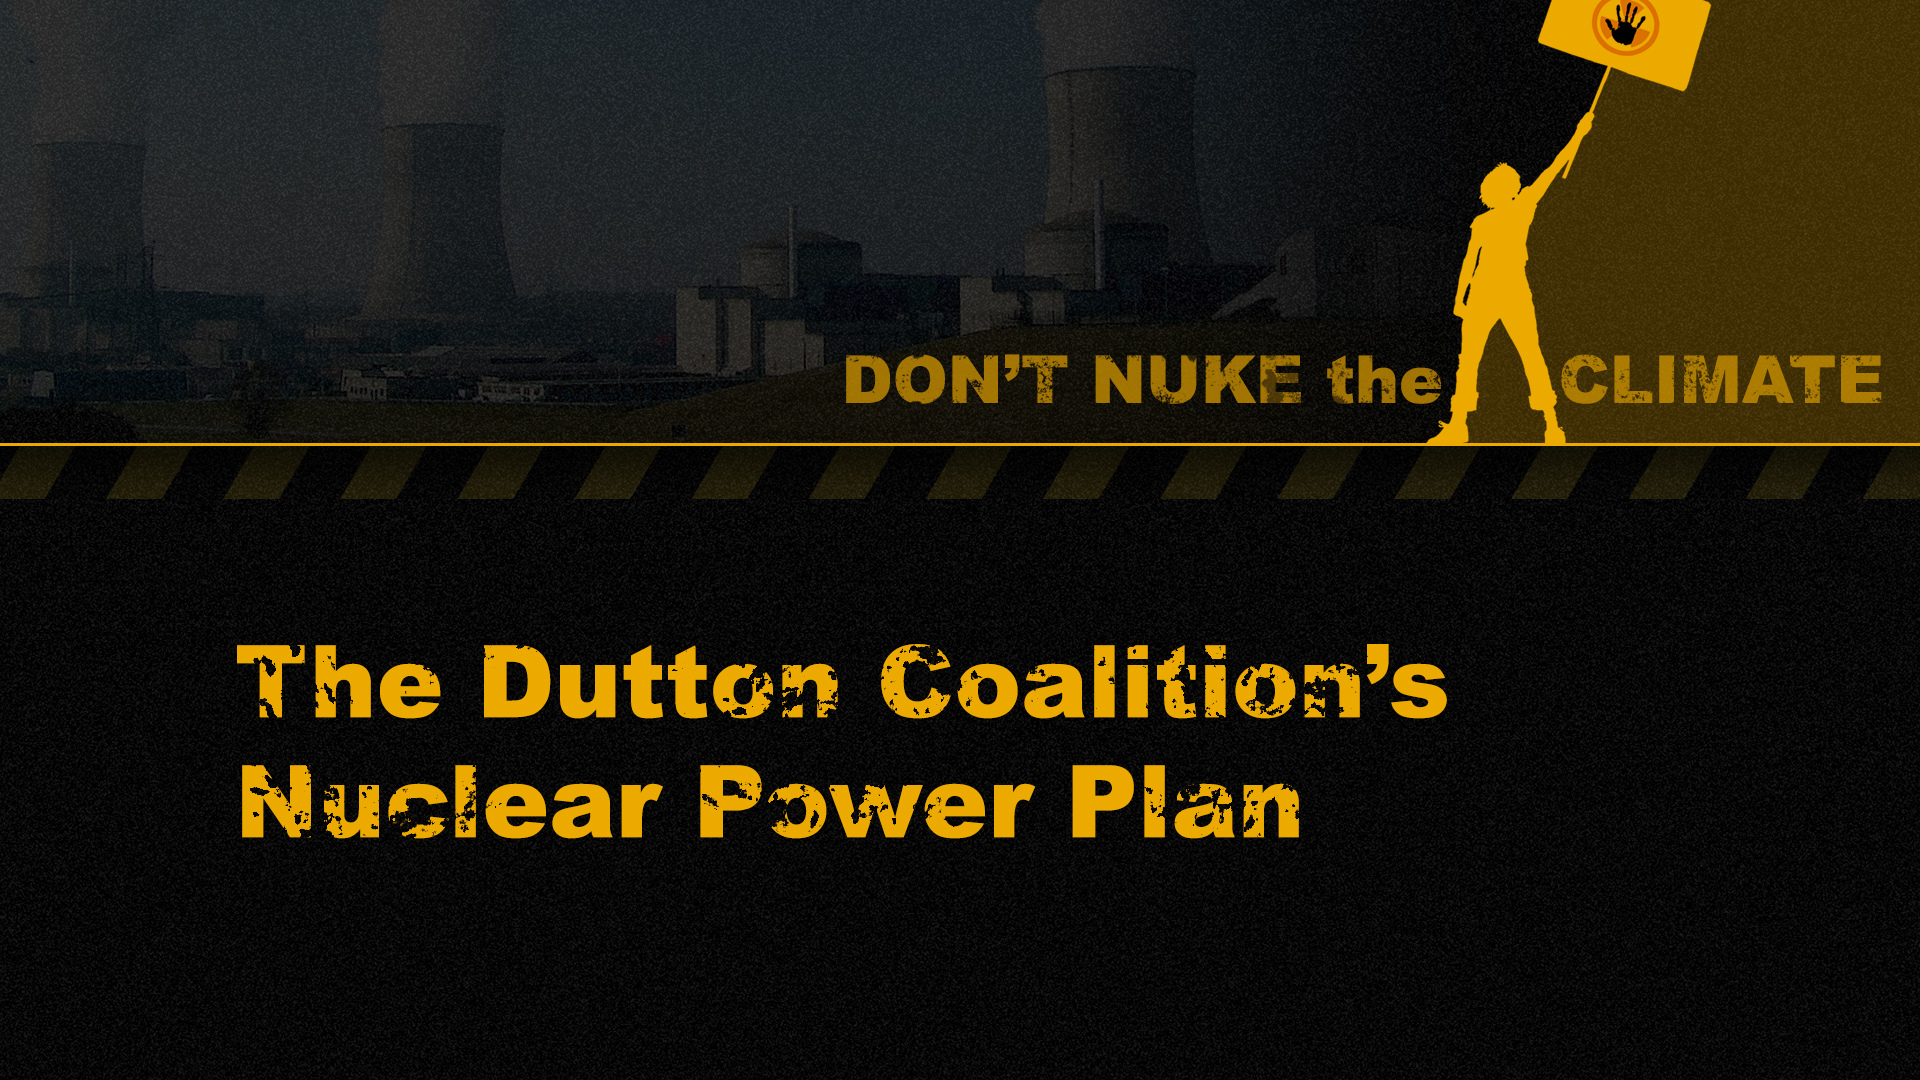 DON’T NUKE the CLIMATE
The Dutton Coalition’s
Nuclear Power Plan